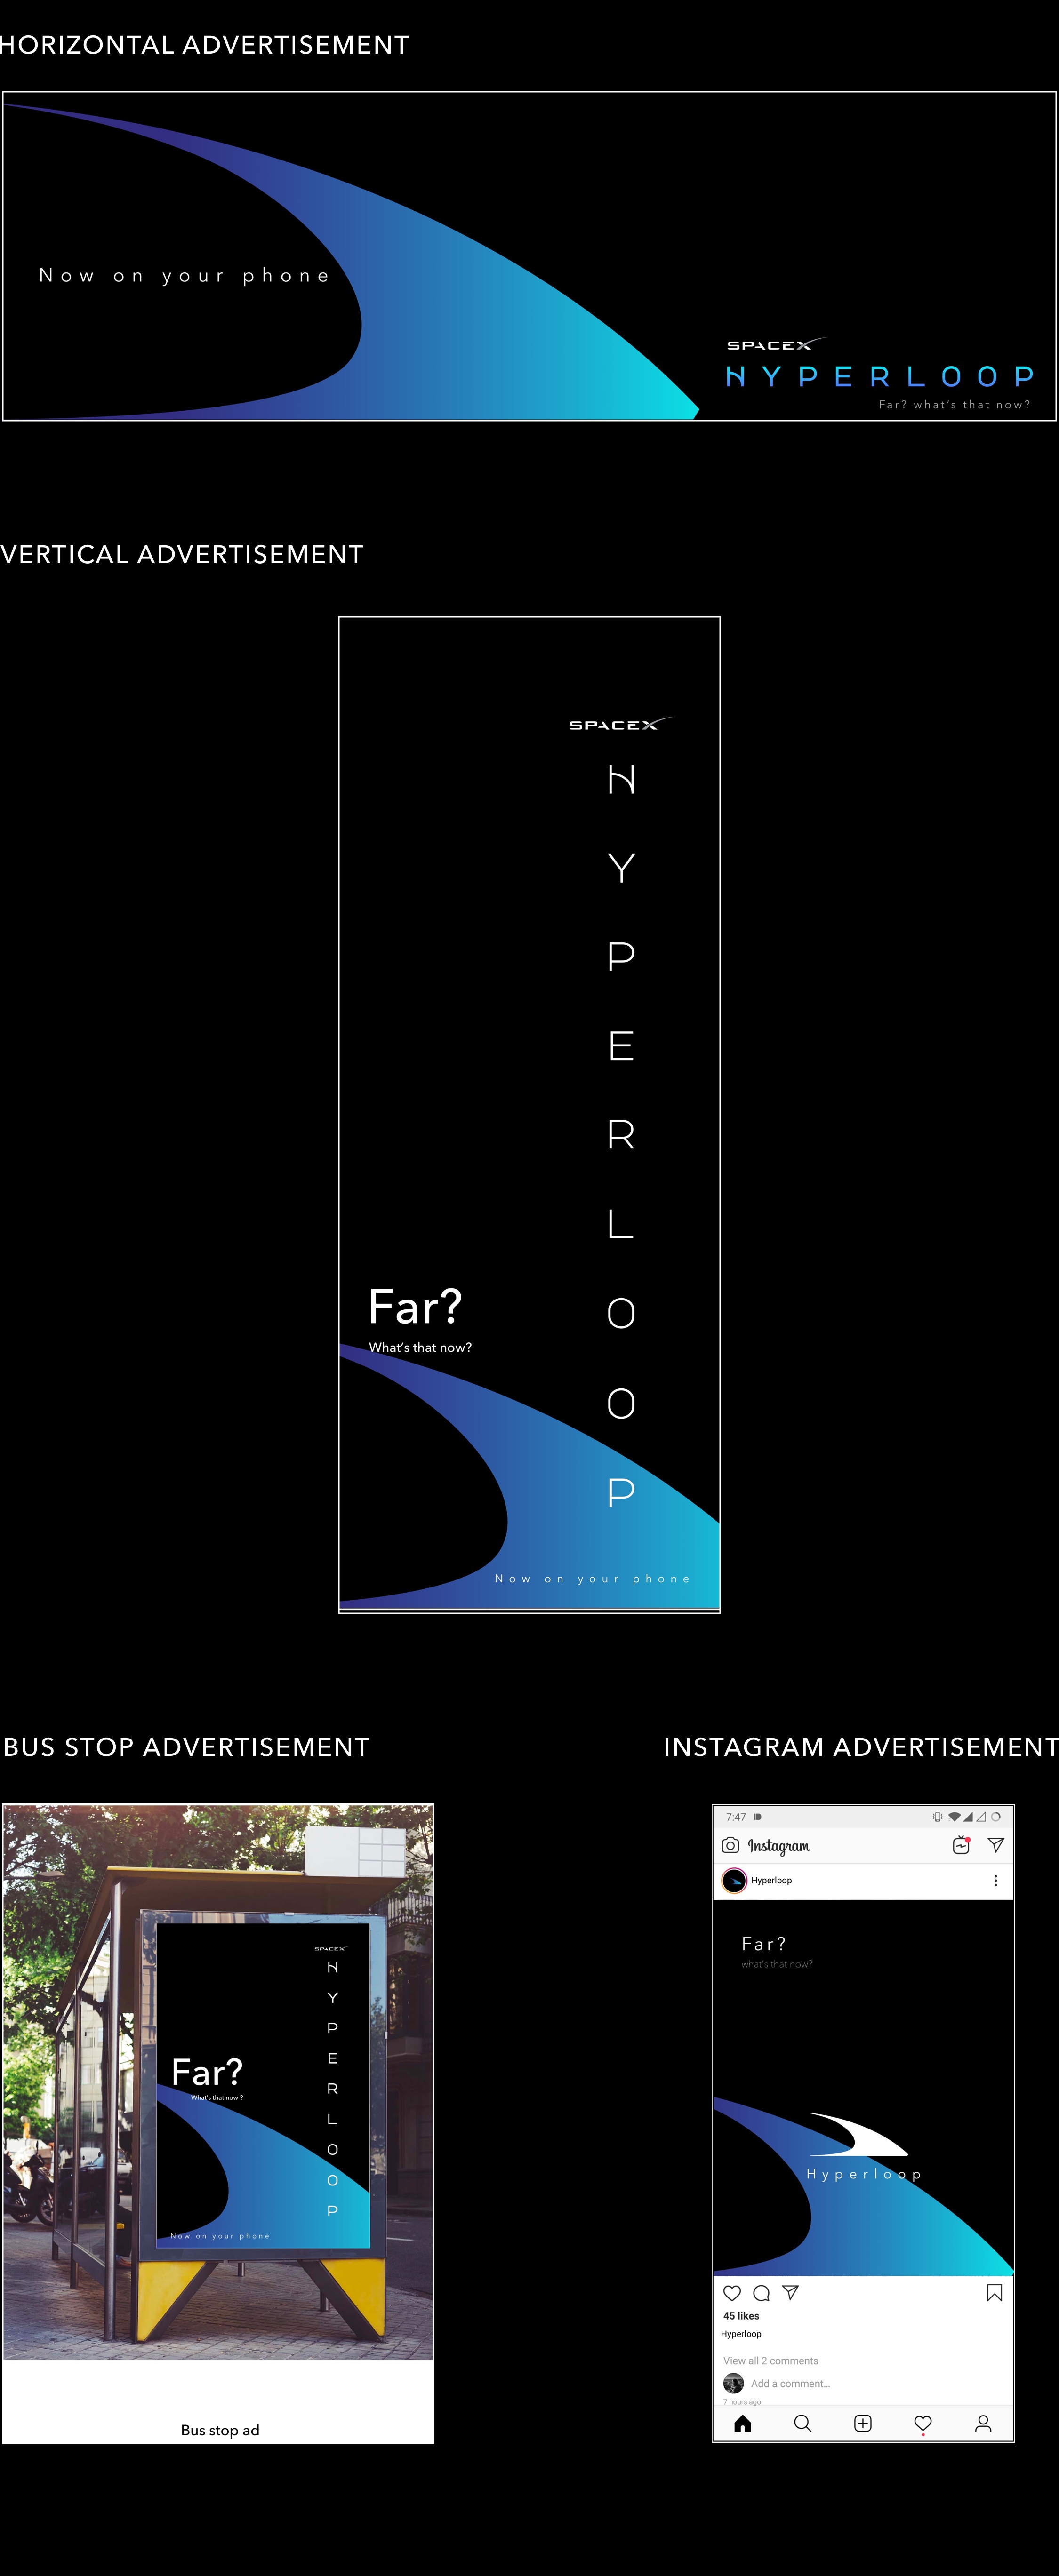 HORIZONTAL ADVERTISEMENT
Now on your phone
SPACEX
HYPERLOOP
Far? what's that now?
VERTICAL ADVERTISEMENT
SPACEX
H
Y
P
E
R
L
O
O
P
Far?
What's that now?
Now on your phone
BUS STOP ADVERTISEMENT
SPACEX
H
Y
P
E
R
L
O
O
P
Far?
What's that now ?
Now on your phone
Bus stop ad
INSTAGRAM ADVERTISEMENT
7:47
Instagram
Hyperloop
Far?
what's that now?
Hyperloop
45 likes
Hyperloop
View all 2 comments
Add a comment...
7 hours ago